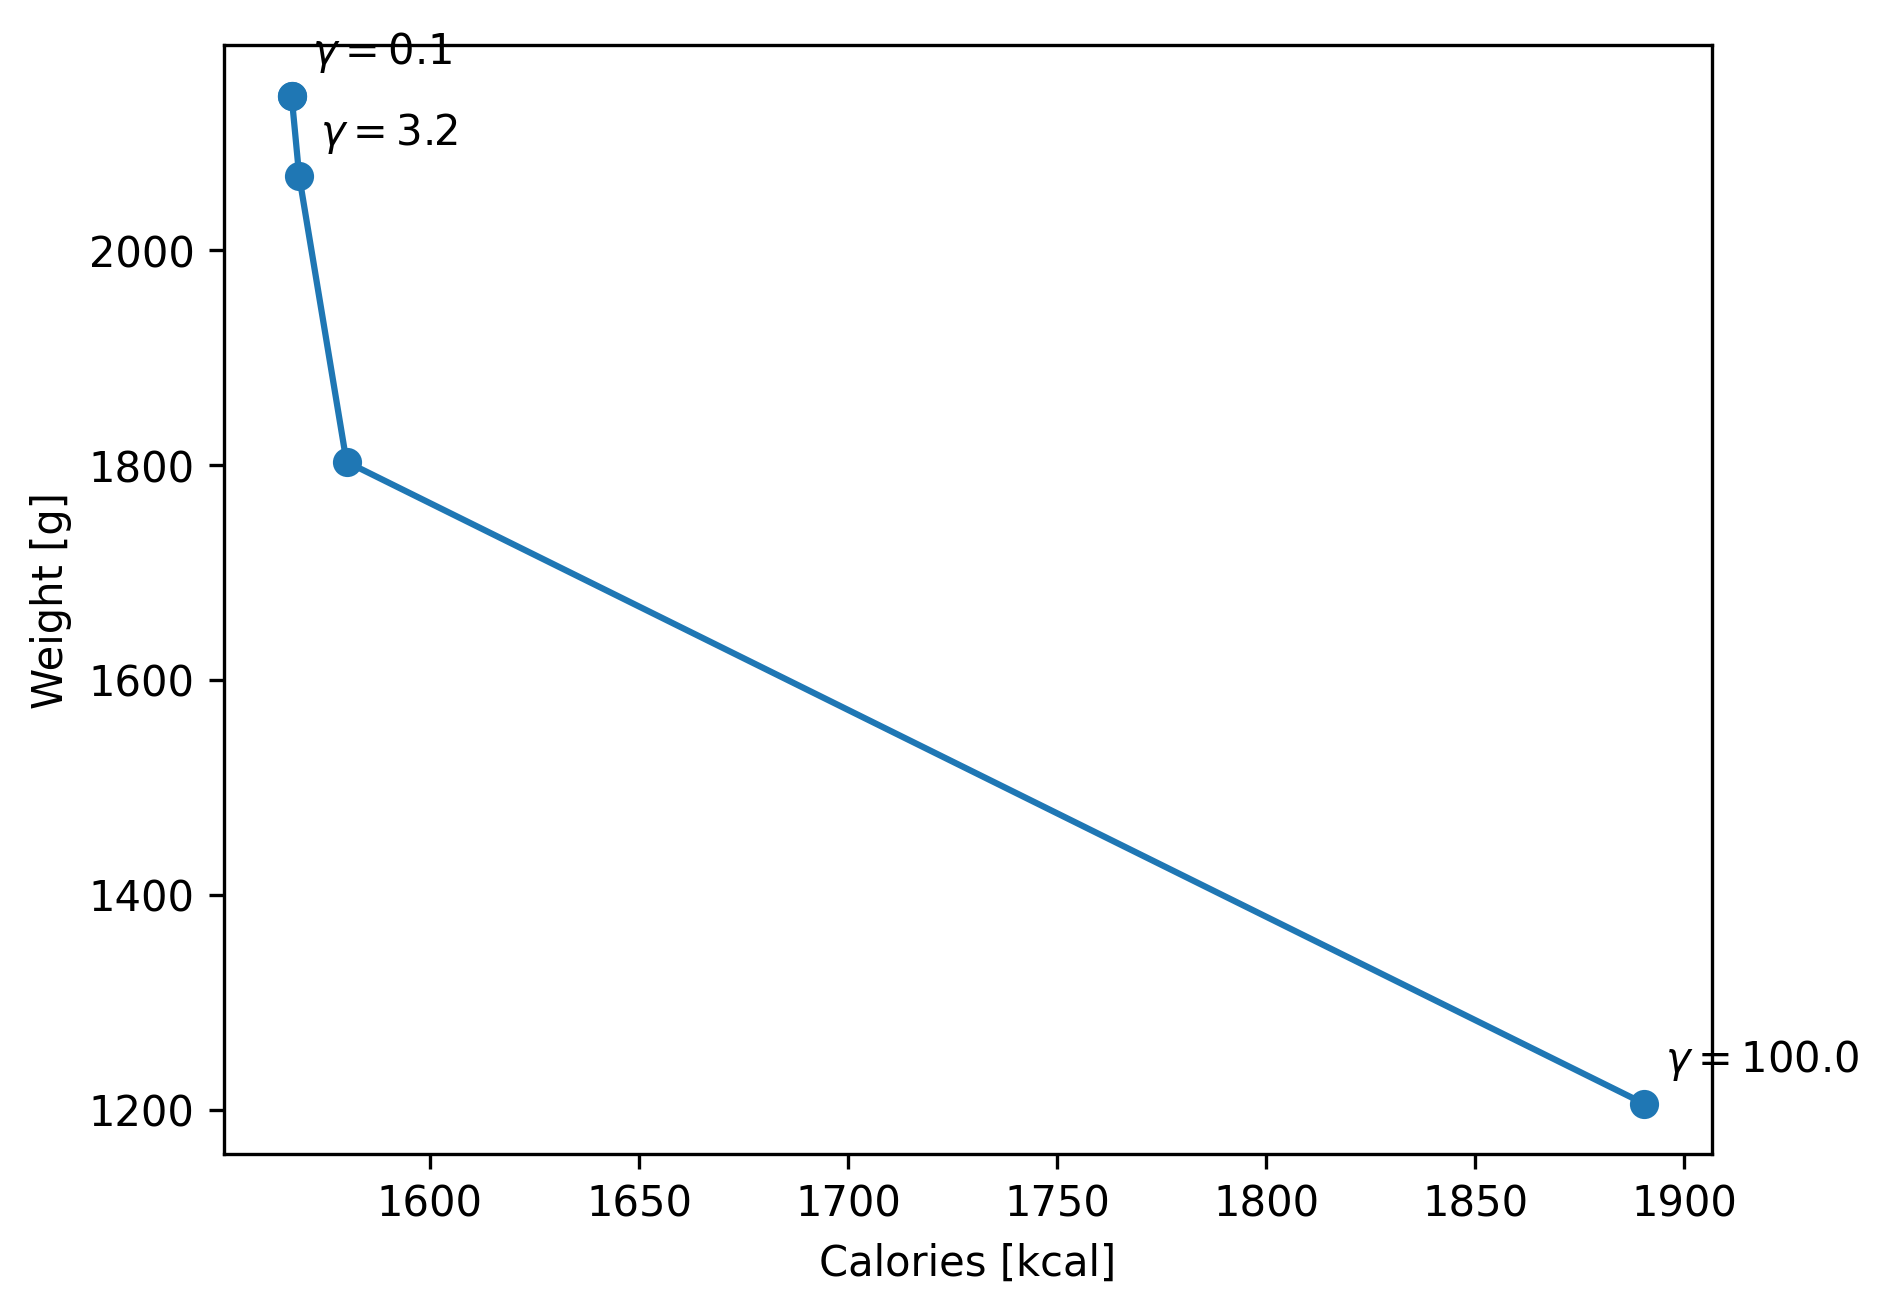 γ = 0.1
γ = 3.2
2000
1800
1600
1400
1200
Weight [g]
γ = 100.0
1600 1650 1700 1750 1800 1850 1900
Calories [kcal]